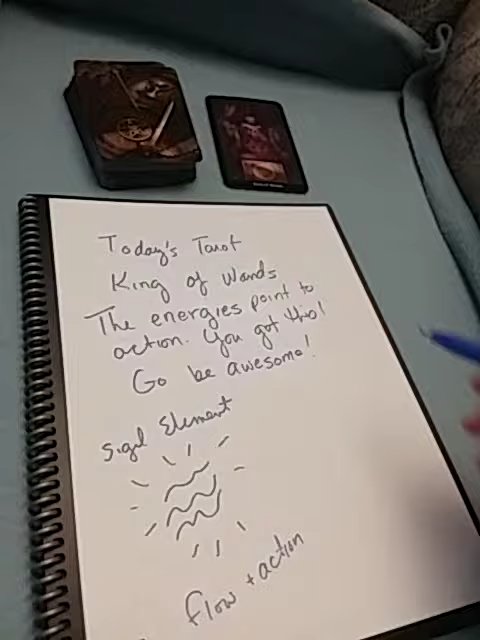 Today's Tarot
King of Wands
The energies point to
action. You got this!
Go be awesome!
Sigil Element
flow + action